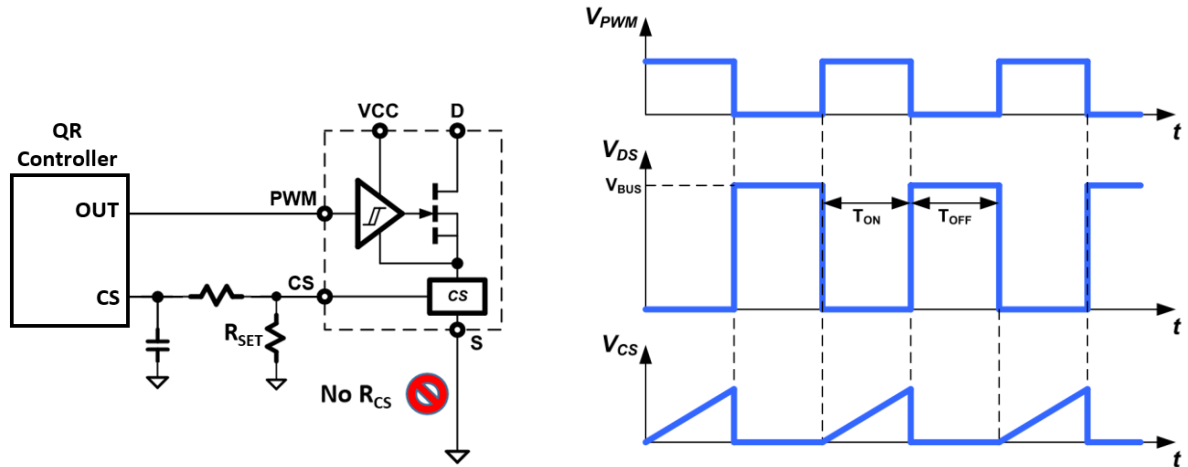 QR
Controller
OUT
CS
VCC
D
PWM
CS
CS
S
RSET
No RCS
VPWM
t
VDS
VBUS
TON
TOFF
t
VCS
t